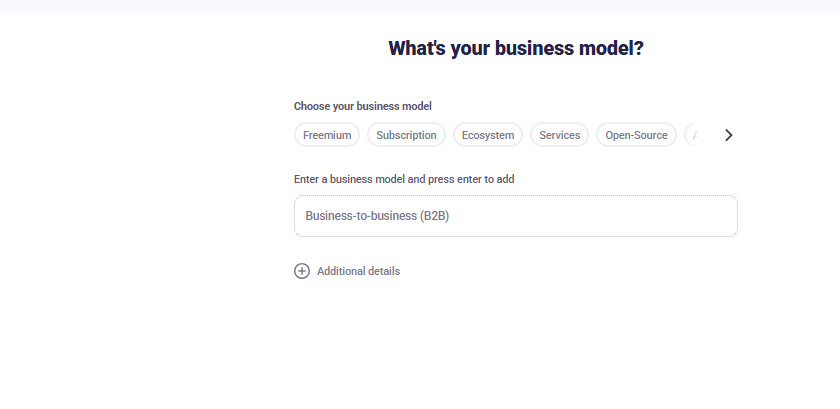 What's your business model?
Choose your business model
Freemium Subscription Ecosystem Services Open-Source
Enter a business model and press enter to add
Business-to-business (B2B)
Additional details